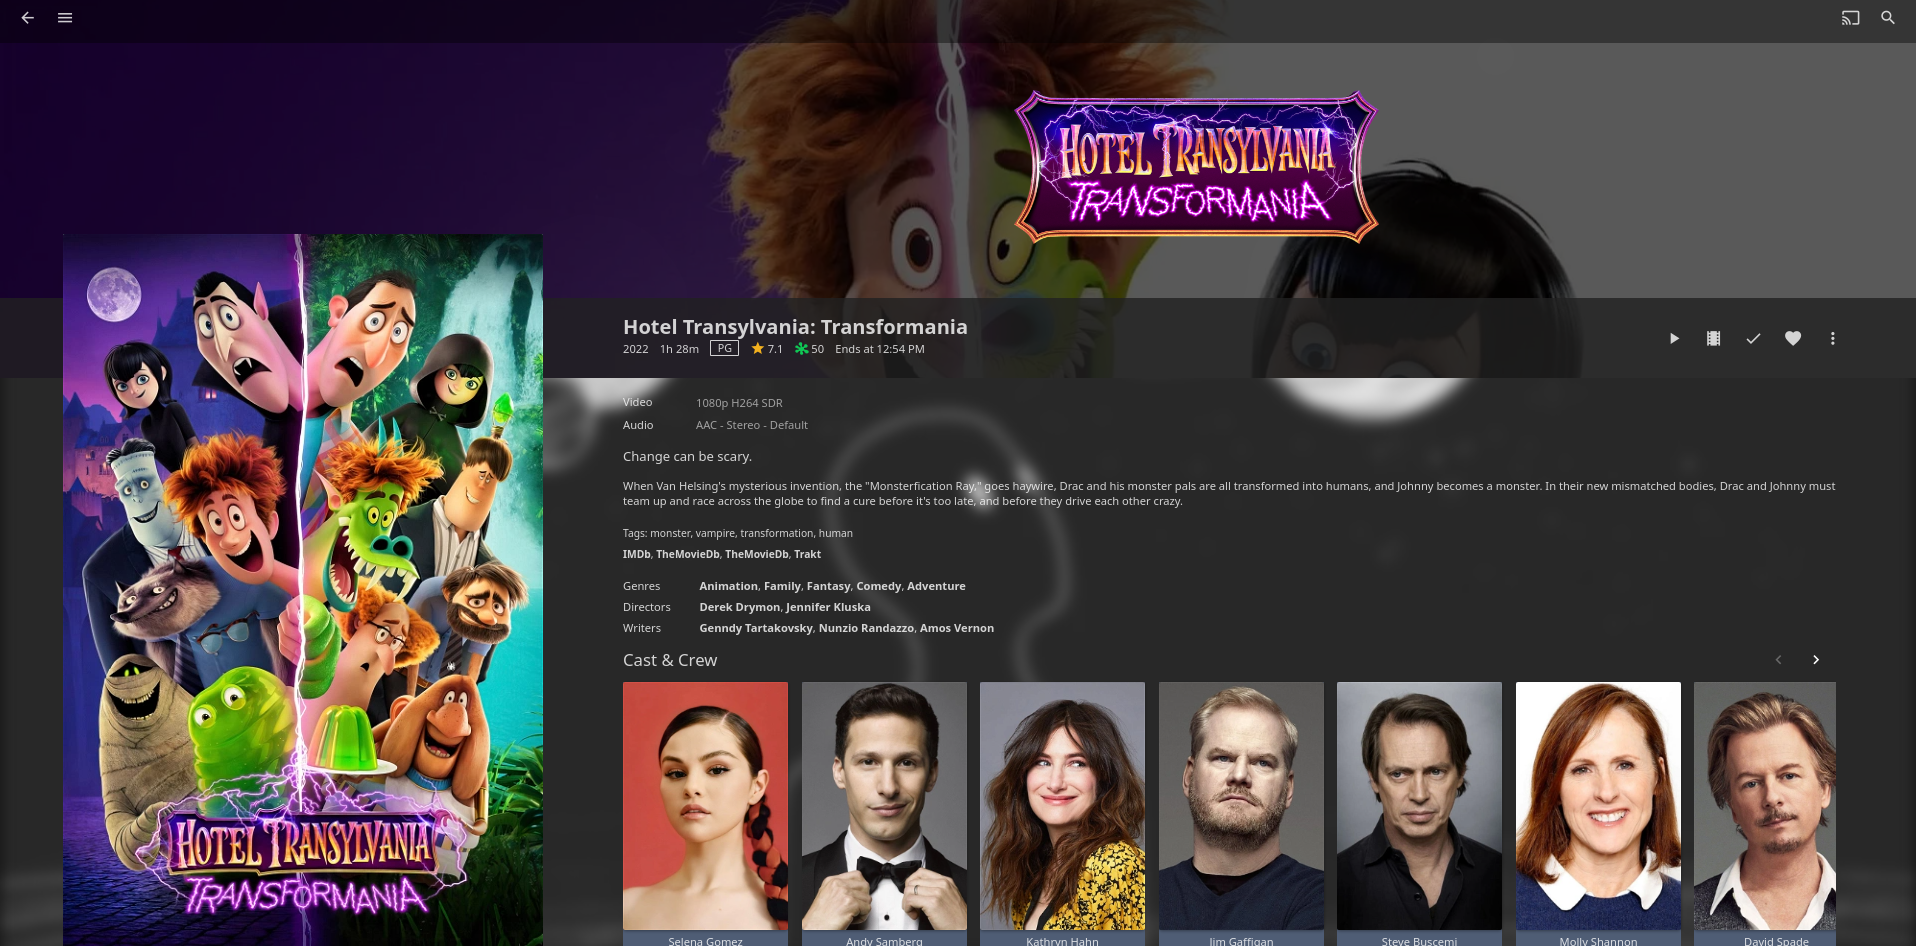 HOTEL TRANSYLVANIA
TRANSFORMANIA
Hotel Transylvania: Transformania
2022 1h 28m PG 7.1 50 Ends at 12:54 PM
Video 1080p H264 SDR
Audio AAC - Stereo - Default
Change can be scary.
When Van Helsing's mysterious invention, the "Monsterfication Ray," goes haywire, Drac and his monster pals are all transformed into humans, and Johnny becomes a monster. In their new mismatched bodies, Drac and Johnny must
team up and race across the globe to find a cure before it's too late, and before they drive each other crazy.
Tags: monster, vampire, transformation, human
IMDb, TheMovieDb, TheMovieDb, Trakt
Genres Animation, Family, Fantasy, Comedy, Adventure
Directors Derek Drymon, Jennifer Kluska
Writers Genndy Tartakovsky, Nunzio Randazzo, Amos Vernon
Cast & Crew
HOTEL TRANSYLVANIA
TRANSFORMANIA
Selena Gomez Andy Samberg Kathryn Hahn Jim Gaffigan Steve Buscemi Molly Shannon David Spade